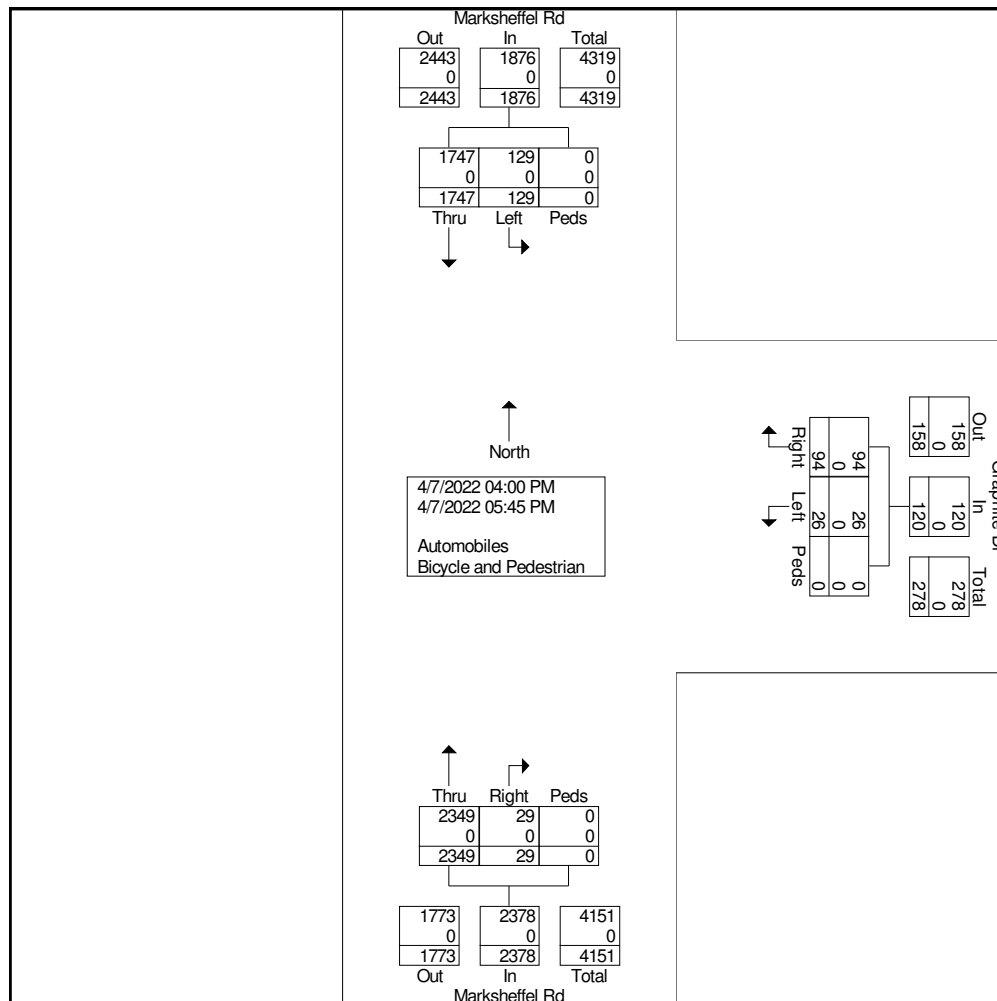 Marksheffel Rd
Out In Total
2443 1876 4319
0 0 0
2443 1876 4319
1747 129 0
0 0 0
1747 129 0
Thru Left Peds
North
4/7/2022 04:00 PM
4/7/2022 05:45 PM
Automobiles
Bicycle and Pedestrian
Out In Total
158 120 278
0 0 0
158 120 278
94 26 0
0 0 0
94 26 0
Right Left Peds
Thru Right Peds
2349 29 0
0 0 0
2349 29 0
1773 2378 4151
0 0 0
1773 2378 4151
Out In Total
Marksheffel Rd